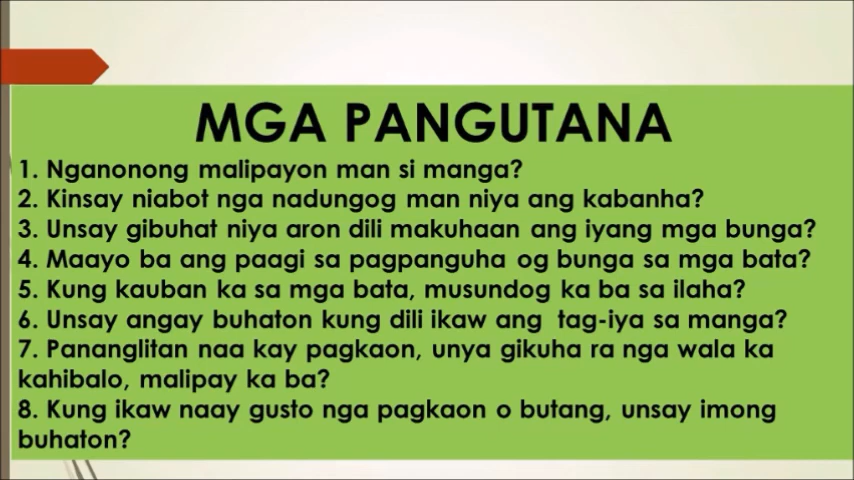 MGA PANGUTANA
1. Nganonong malipayon man si manga?
2. Kinsay niabot nga nadungog man niya ang kabanha?
3. Unsay gibuhat niya aron dili makuhaan ang iyang mga bunga?
4. Maayo ba ang paagi sa pagpanguha og bunga sa mga bata?
5. Kung kauban ka sa mga bata, musundog ka ba sa ilaha?
6. Unsay angay buhaton kung dili ikaw ang tag-iya sa manga?
7. Pananglitan naa kay pagkaon, unya gikuha ra nga wala ka
kahibalo, malipay ka ba?
8. Kung ikaw naay gusto nga pagkaon o butang, unsay imong
buhaton?